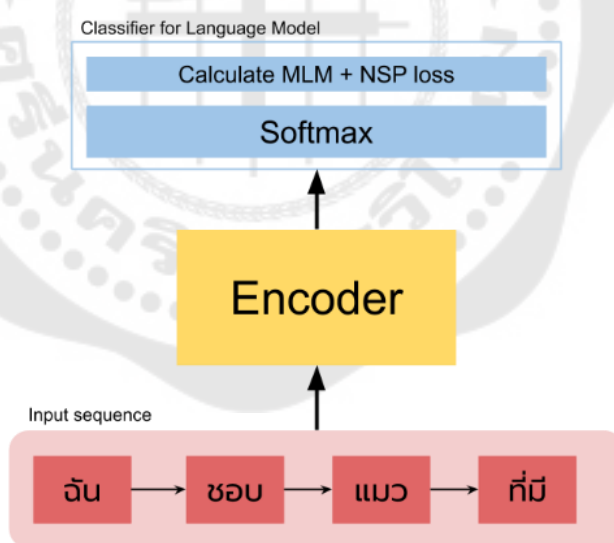 Classifier for Language Model
Calculate MLM + NSP loss
Softmax
Encoder
Input sequence
ฉัน ชอบ แมว ที่มี